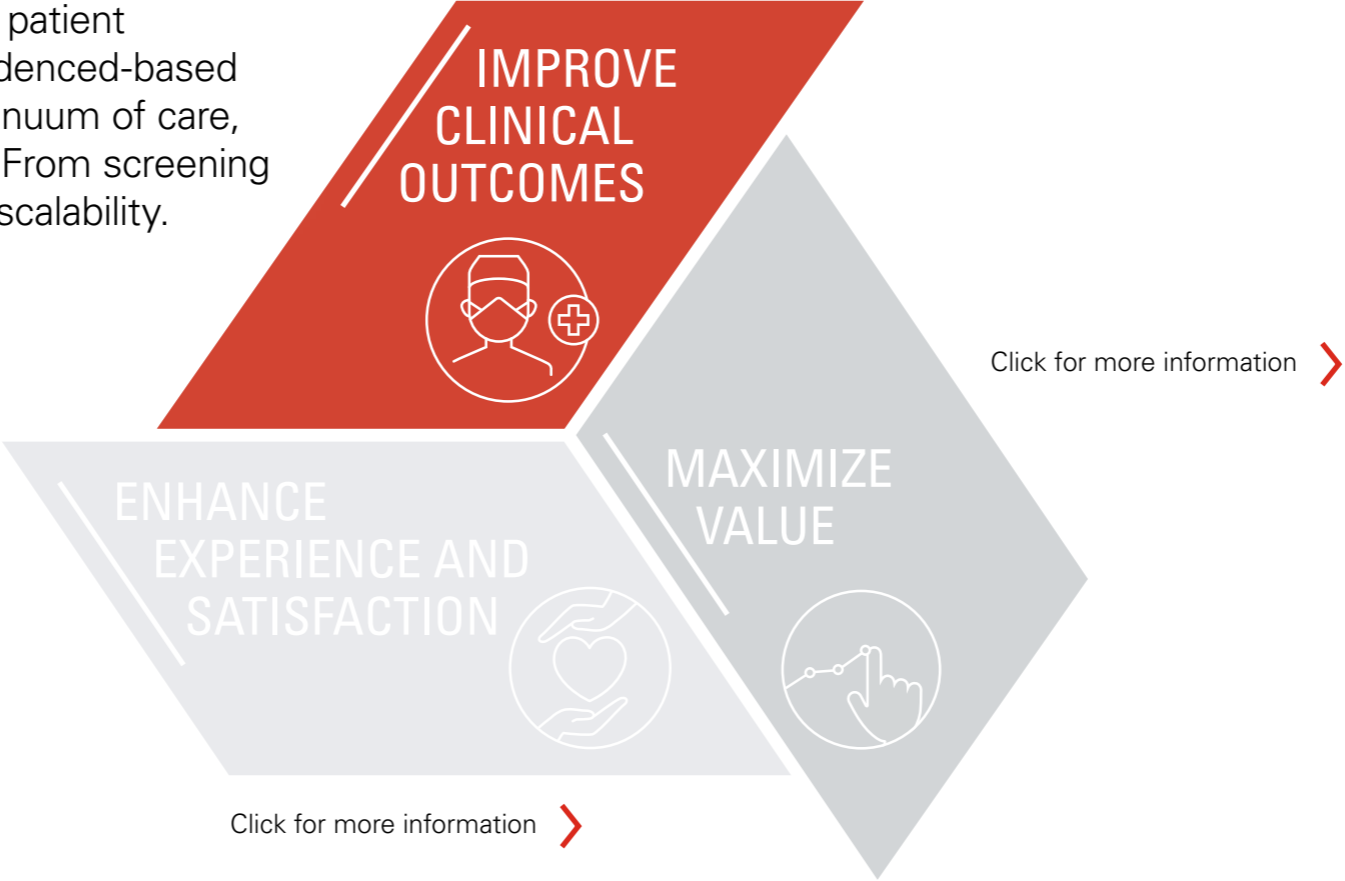 patient
denced-based
nuum of care,
From screening
scalability.
IMPROVE
CLINICAL
OUTCOMES
Click for more information
MAXIMIZE
VALUE
ENHANCE
EXPERIENCE AND
SATISFACTION
Click for more information